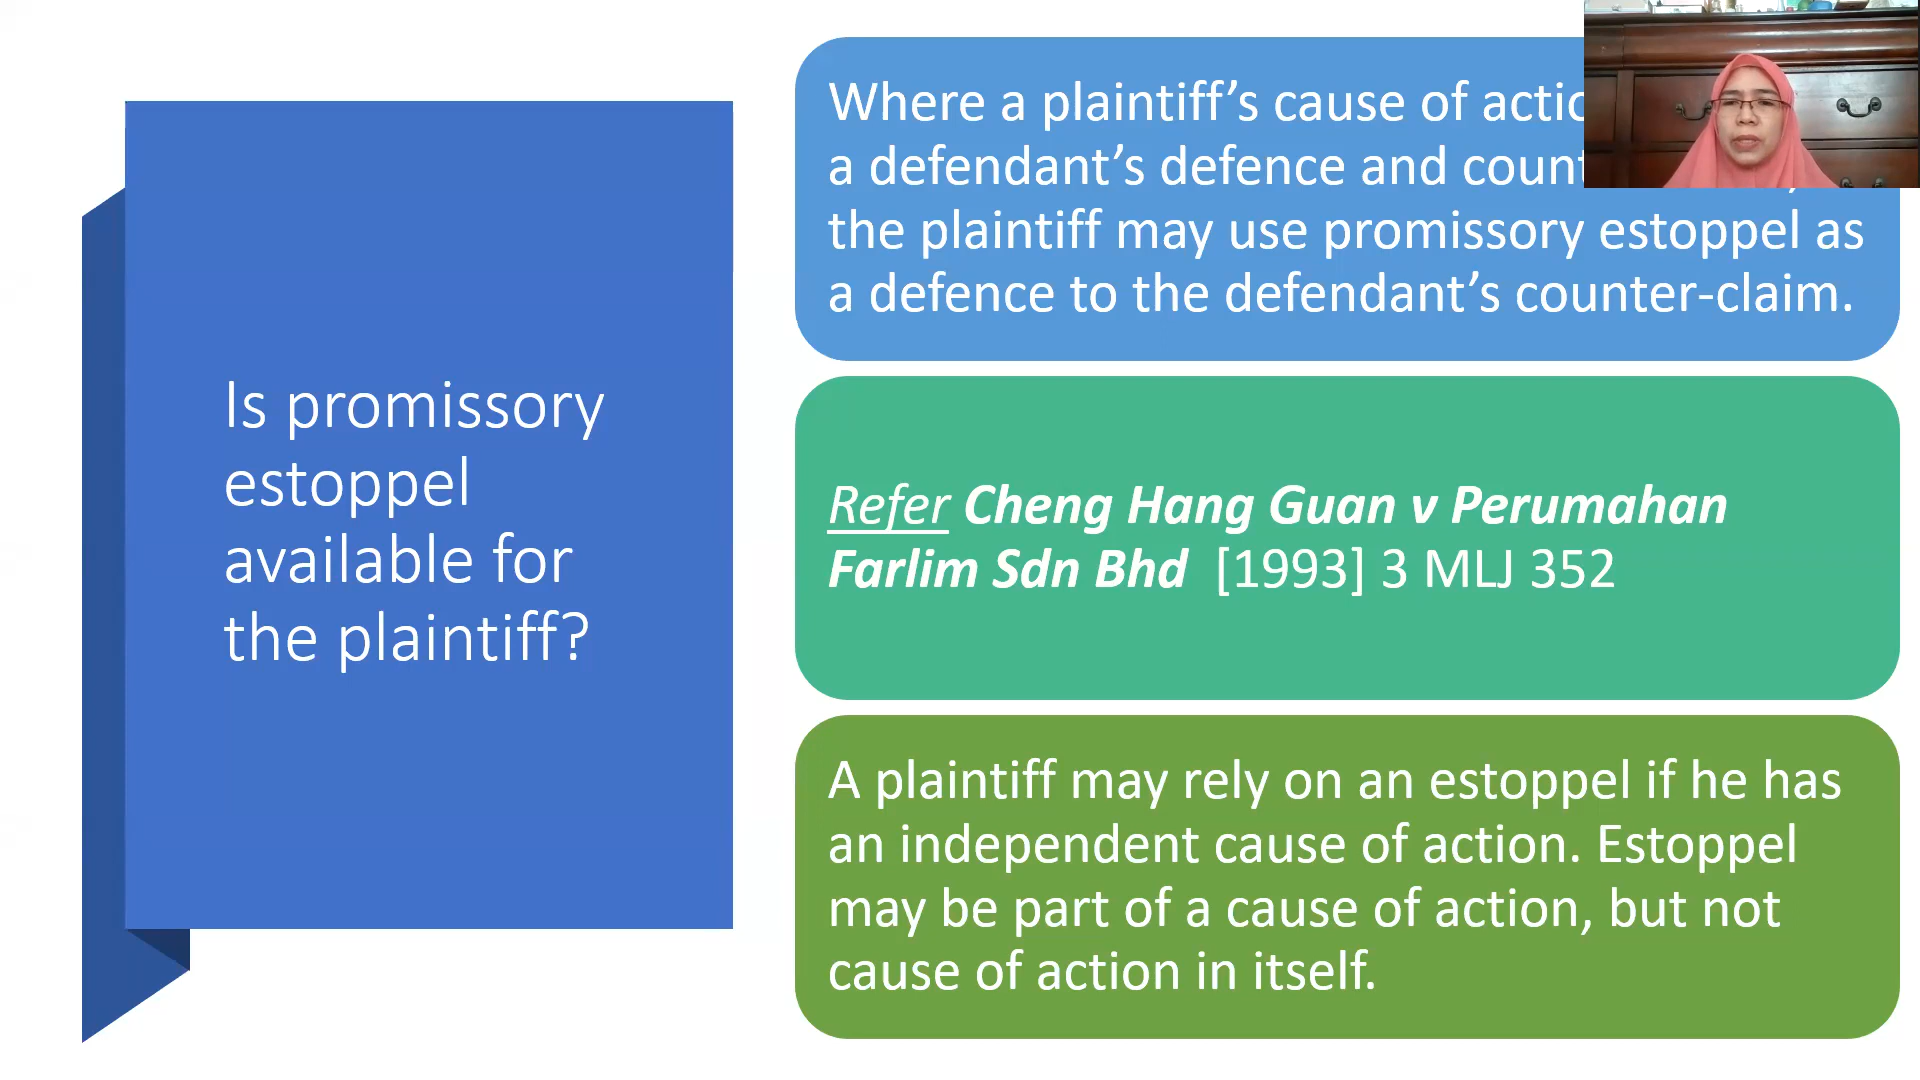 Is promissory
estoppel
available for
the plaintiff?
Where a plaintiff’s cause of
a defendant’s defence and
the plaintiff may use promissory estoppel as
a defence to the defendant’s counter-claim.
Refer Cheng Hang Guan v Perumahan
Farlim Sdn Bhd [1993] 3 MLJ 352
A plaintiff may rely on an estoppel if he has
an independent cause of action. Estoppel
may be part of a cause of action, but not
cause of action in itself.